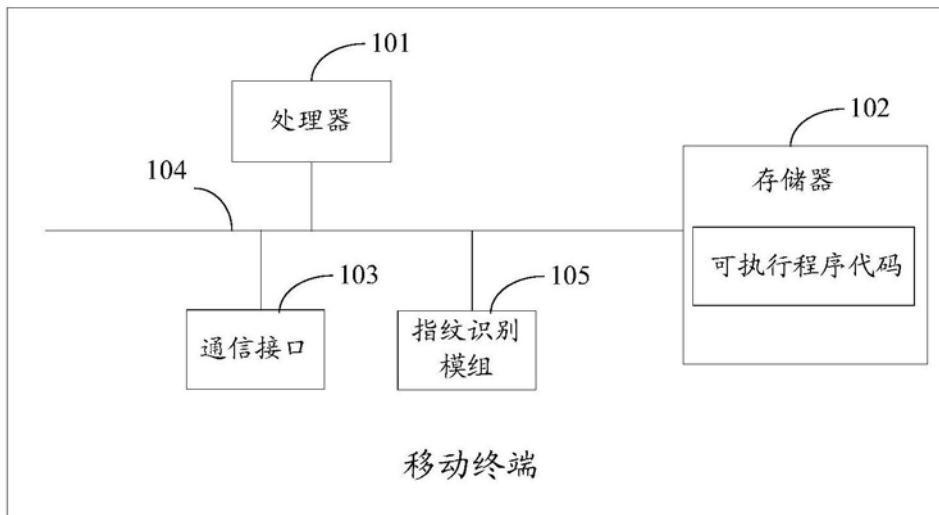 101
处理器
102
存储器
可执行程序代码
104
103
通信接口
105
指纹识别
模组
移动终端